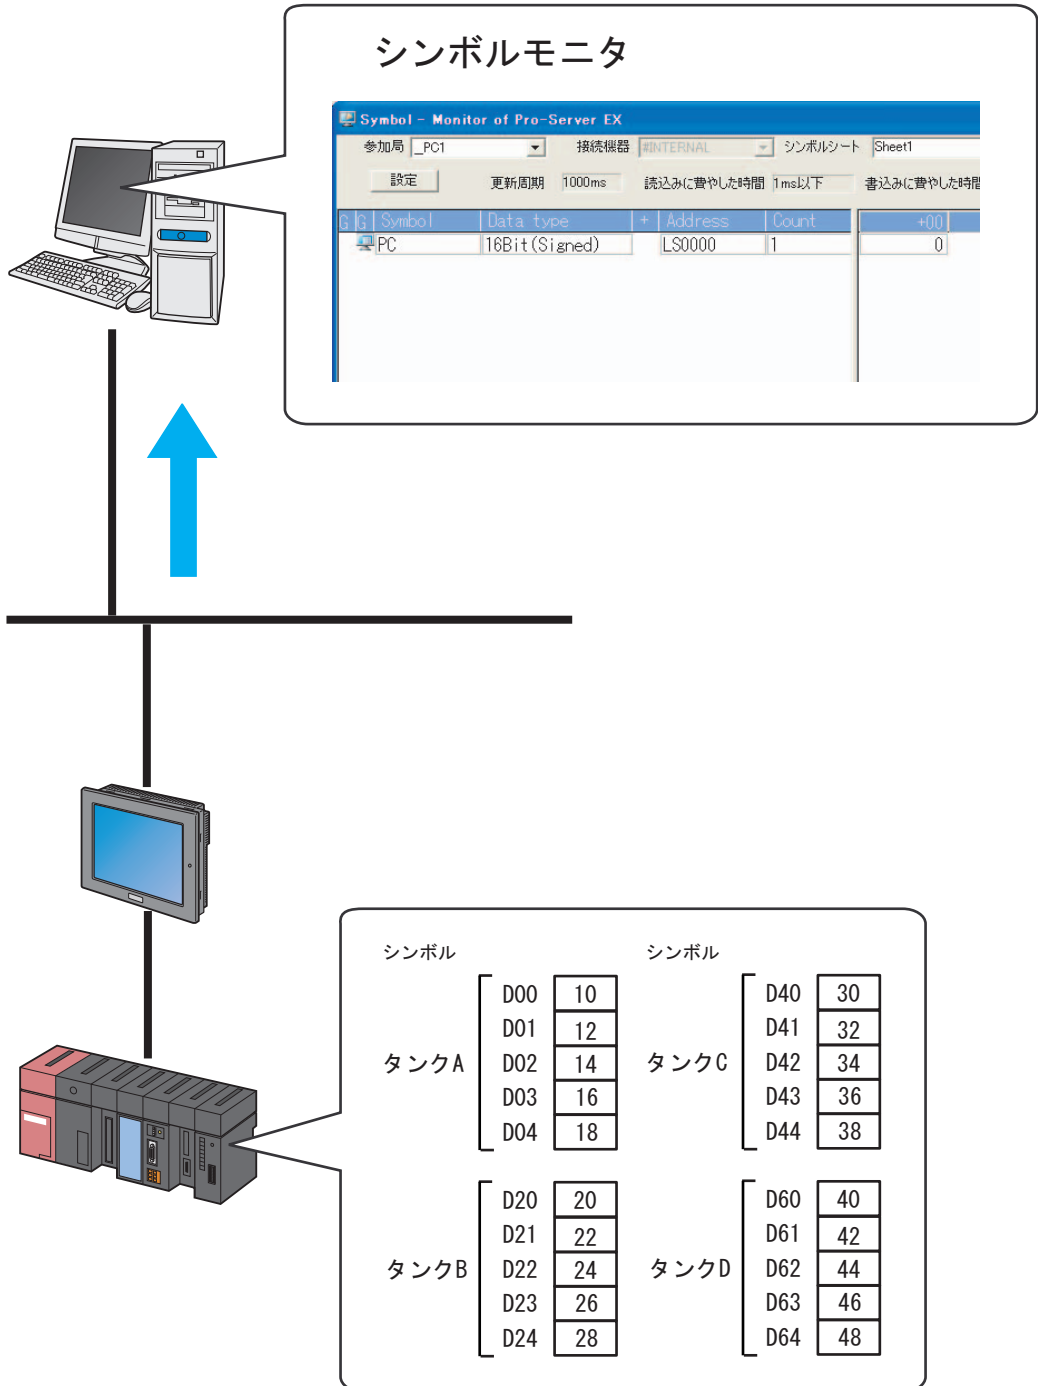 シンボルモニタ
Symbol - Monitor of Pro-Server EX
参加局 _PC1 接続機器 #INTERNAL シンボルシート Sheet1
設定 更新周期 1000ms 読込みに費やした時間 1ms以下 書込みに費やした時間
G G Symbol Data type + Address Count +00
PC 16Bit(Signed) LS0000 1 0
シンボル シンボル
D00 10 D40 30
D01 12 D41 32
タンクA D02 14 タンクC D42 34
D03 16 D43 36
D04 18 D44 38
D20 20 D60 40
D21 22 D61 42
タンクB D22 24 タンクD D62 44
D23 26 D63 46
D24 28 D64 48